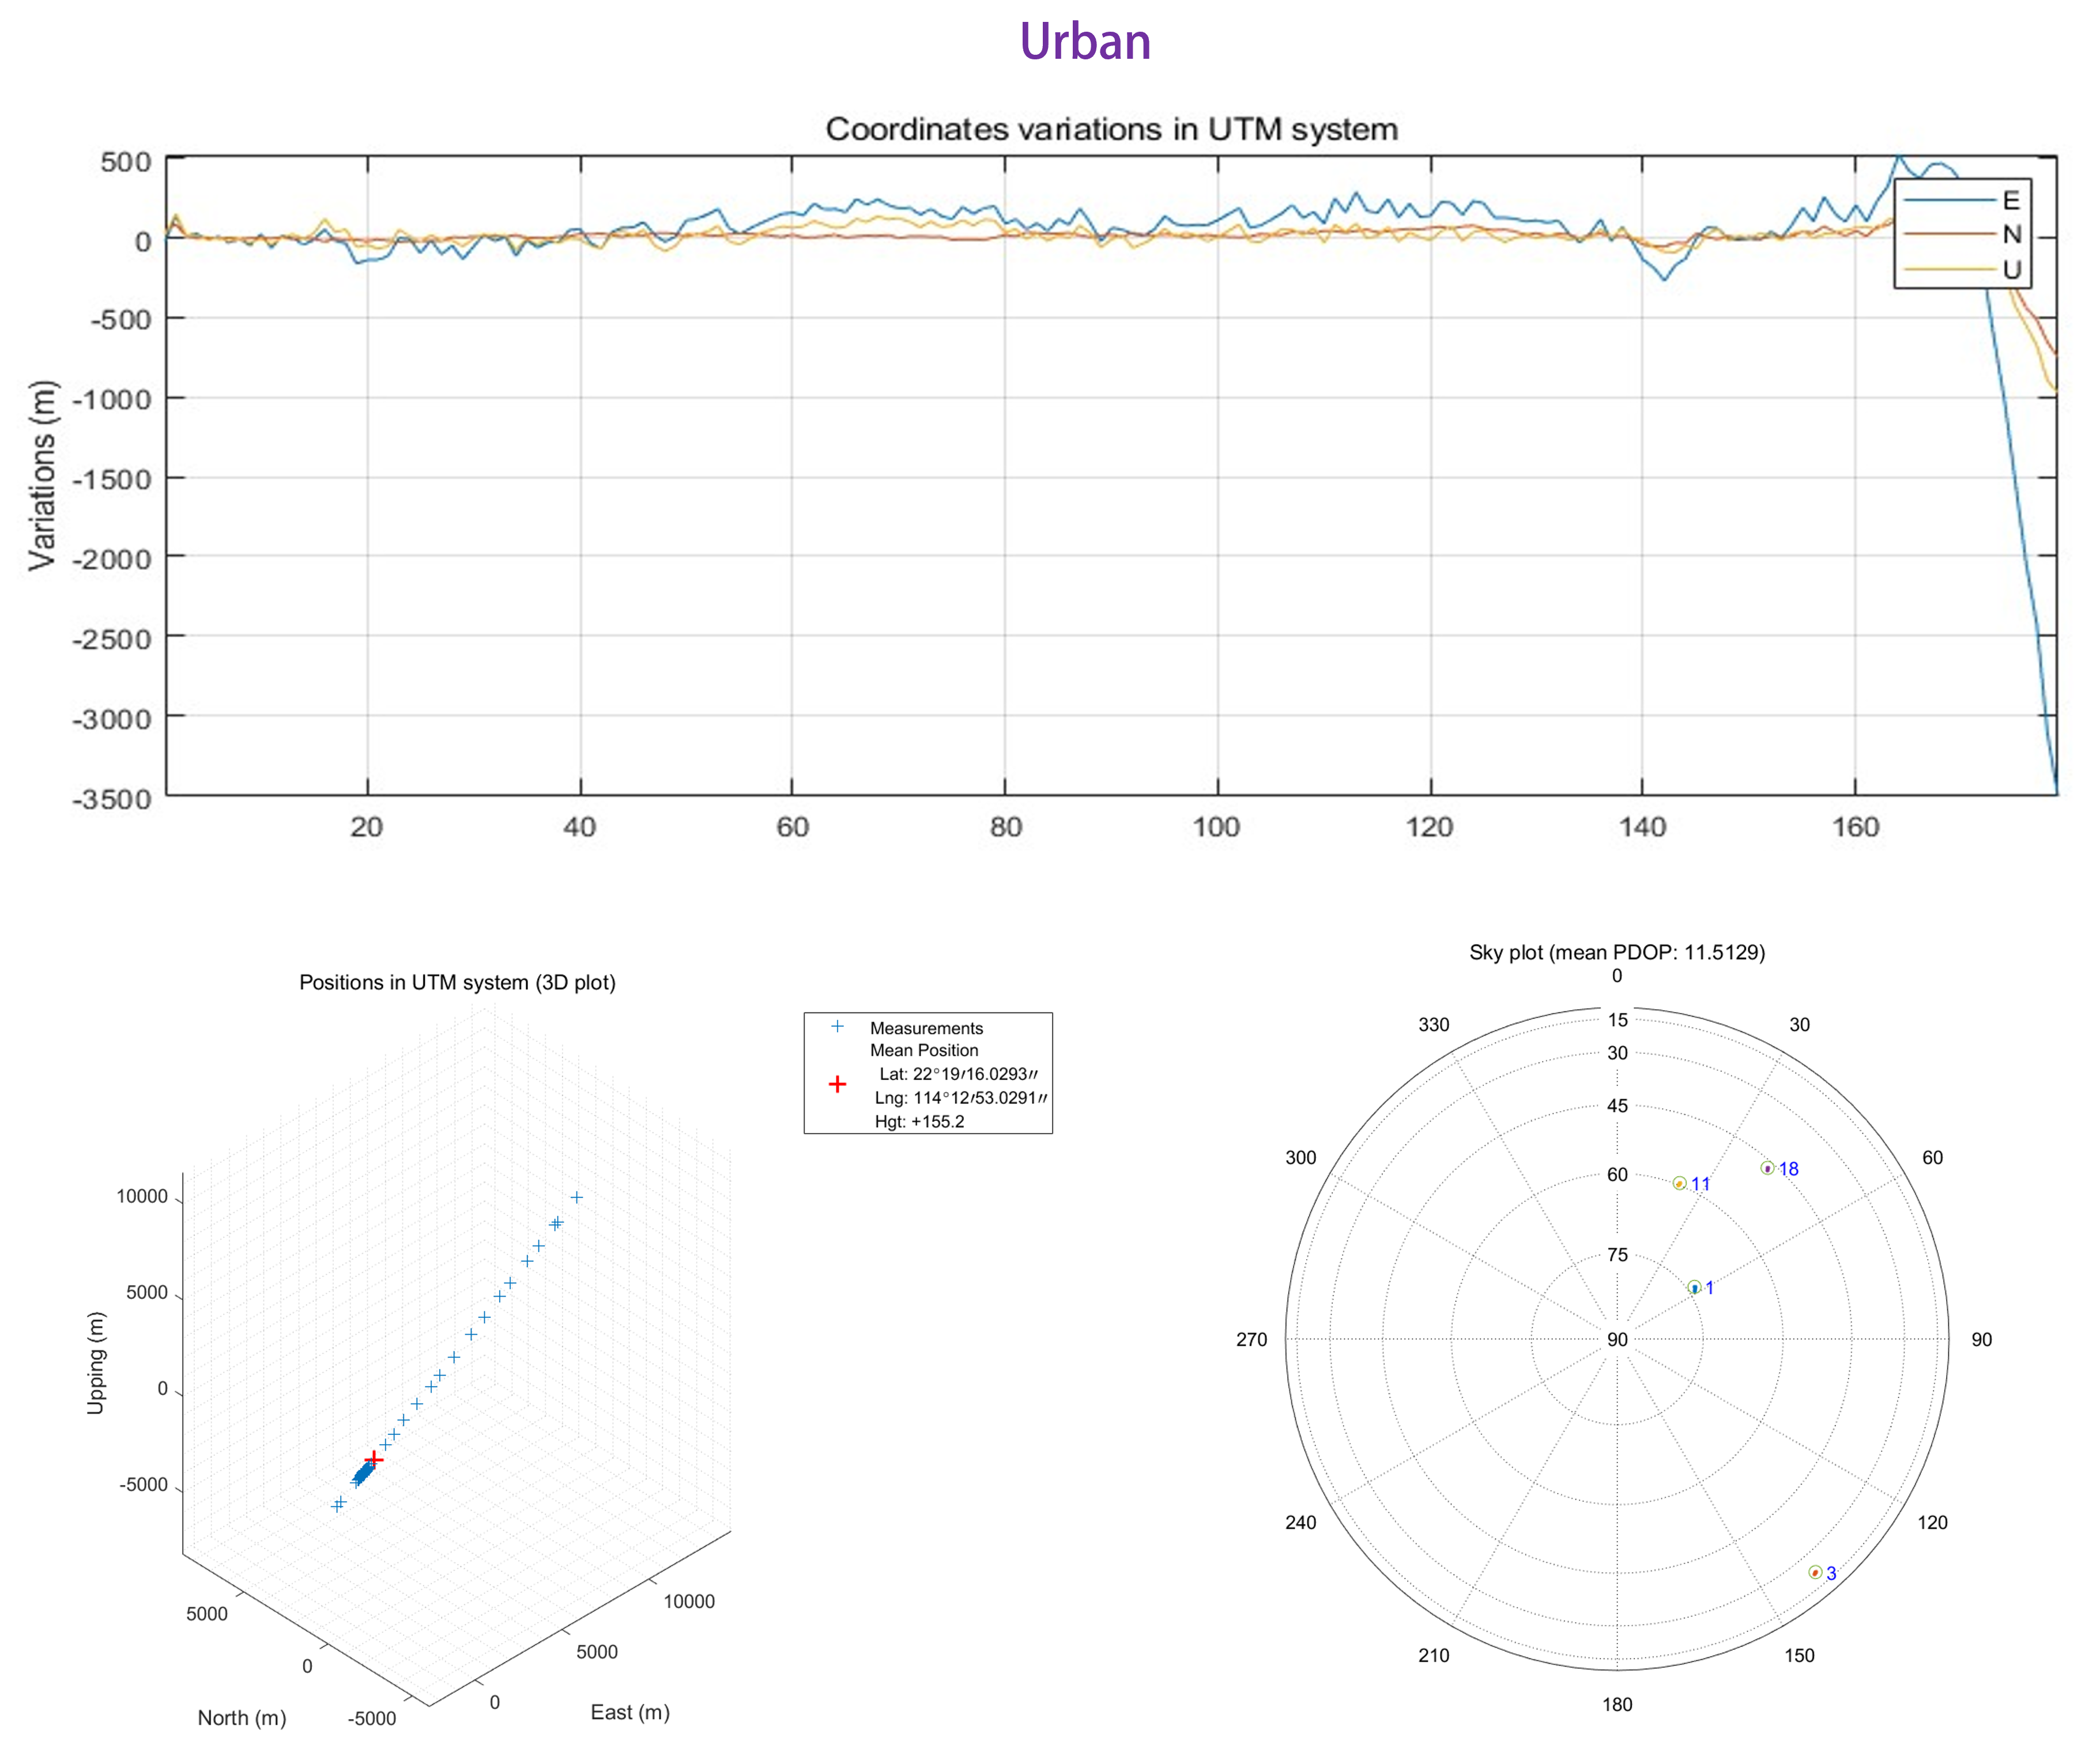 Urban
Coordinates variations in UTM system
500
0
-500
-1000
-1500
-2000
-2500
-3000
-3500
Variations (m)
E
N
U
20 40 60 80 100 120 140 160
Positions in UTM system (3D plot)
10000
5000
0
-5000
Upping (m)
5000
0
-5000
North (m)
0
5000
10000
East (m)
Measurements
Mean Position
Lat: 22°19′16.0293″
Lng: 114°12′53.0291″
Hgt: +155.2
Sky plot (mean PDOP: 11.5129)
0
330
15
30
30
300
45
60
60
11
18
75
1
270
90
90
240
120
3
210
150
180